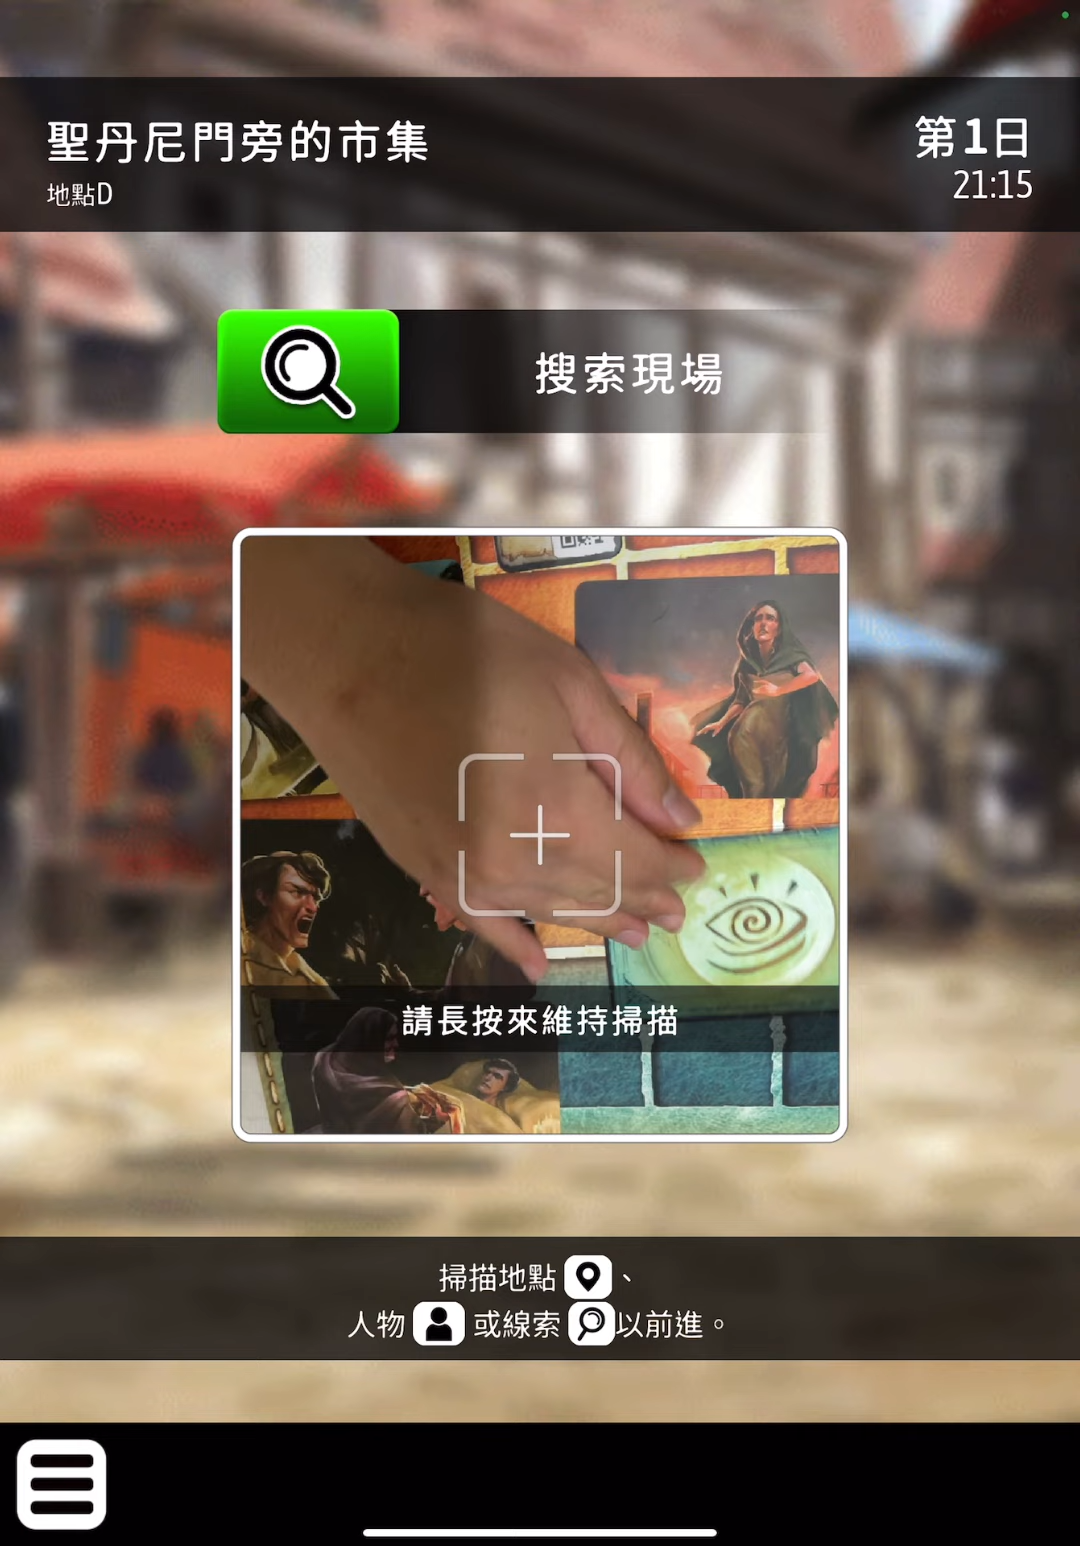 聖丹尼門旁的市集
地點D
第1日
21:15
搜索現場
請長按來維持掃描
掃描地點、
人物 或線索 以前進。